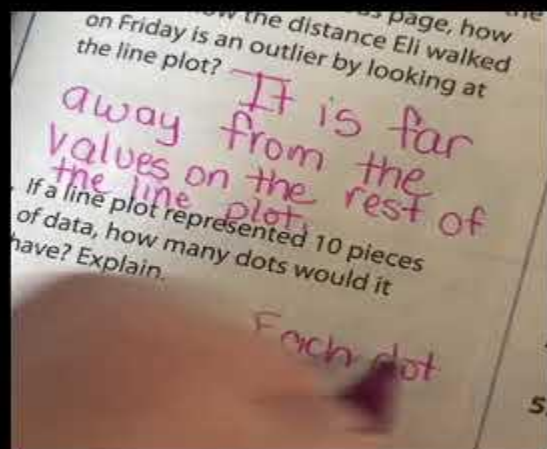 page, how
the distance Eli walked
on Friday is an outlier by looking at
the line plot?
It is far
away from the
values on the rest of
the line plot.
If a line plot represented 10 pieces
of data, how many dots would it
have? Explain.
Each dot
5